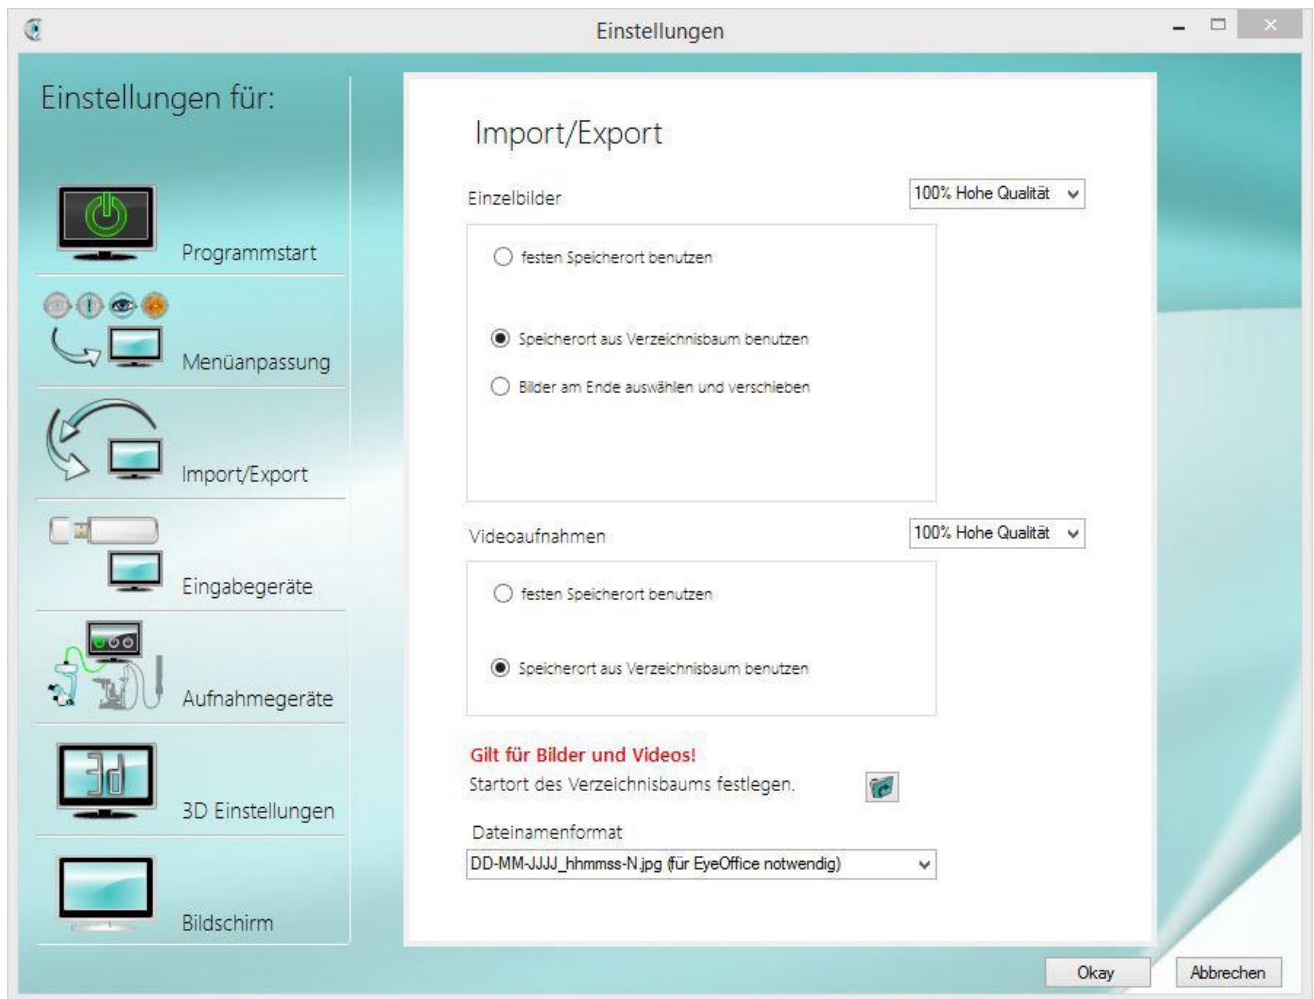 Einstellungen
Einstellungen für:
Programmstart
Menüanpassung
Import/Export
Eingabegeräte
Aufnahmegeräte
3d
3D Einstellungen
Bildschirm
Import/Export
Einzelbilder
100% Hohe Qualität
festen Speicherort benutzen
Speicherort aus Verzeichnisbaum benutzen
Bilder am Ende auswählen und verschieben
Videoaufnahmen
100% Hohe Qualität
festen Speicherort benutzen
Speicherort aus Verzeichnisbaum benutzen
Gilt für Bilder und Videos!
Startort des Verzeichnisbaums festlegen.
Dateinamenformat
DD-MM-JJJJ_hhmmss-N.jpg (für EyeOffice notwendig)
Okay
Abbrechen